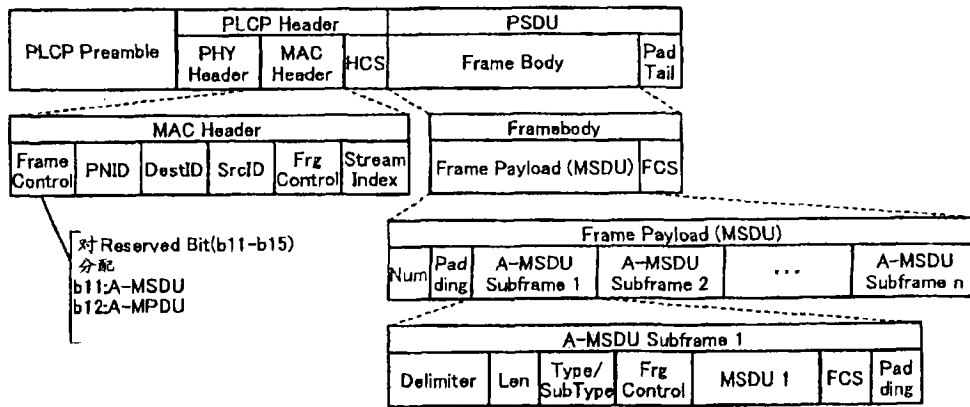 PLCP Header
PSDU
PLCP Preamble
PHY
Header
MAC
Header
HCS
Frame Body
Pad
Tail
MAC Header
Frame
Control
PNID
DestID
SrcID
Frg
Control
Stream
Index
Framebody
Frame Payload (MSDU)
FCS
对Reserved Bit(b11-b15)
分配
b11:A-MSDU
b12:A-MPDU
Frame Payload (MSDU)
Num
Pad
ding
A-MSDU
Subframe 1
A-MSDU
Subframe 2
...
A-MSDU
Subframe n
A-MSDU Subframe 1
Delimiter
Len
Type/
SubType
Frg
Control
MSDU 1
FCS
Pad
ding